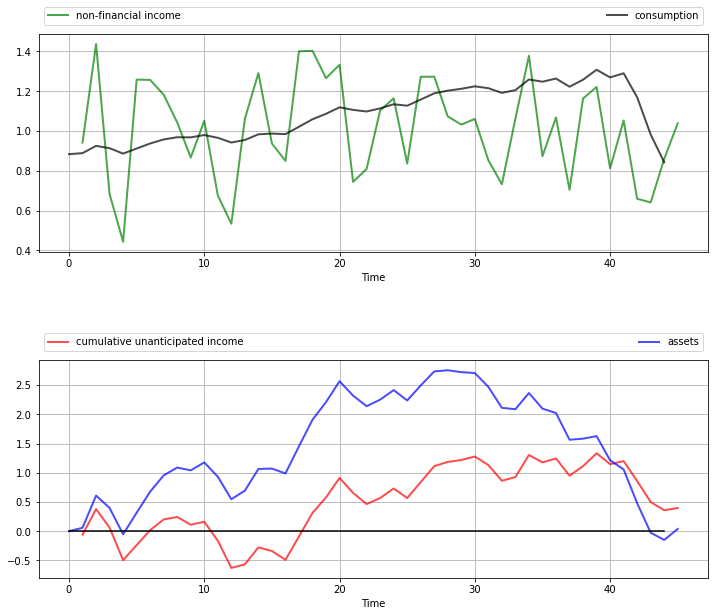 non-financial income consumption
1.4
1.2
1.0
0.8
0.6
0.4
0 10 20 30 40
Time
cumulative unanticipated income assets
2.5
2.0
1.5
1.0
0.5
0.0
−0.5
0 10 20 30 40
Time